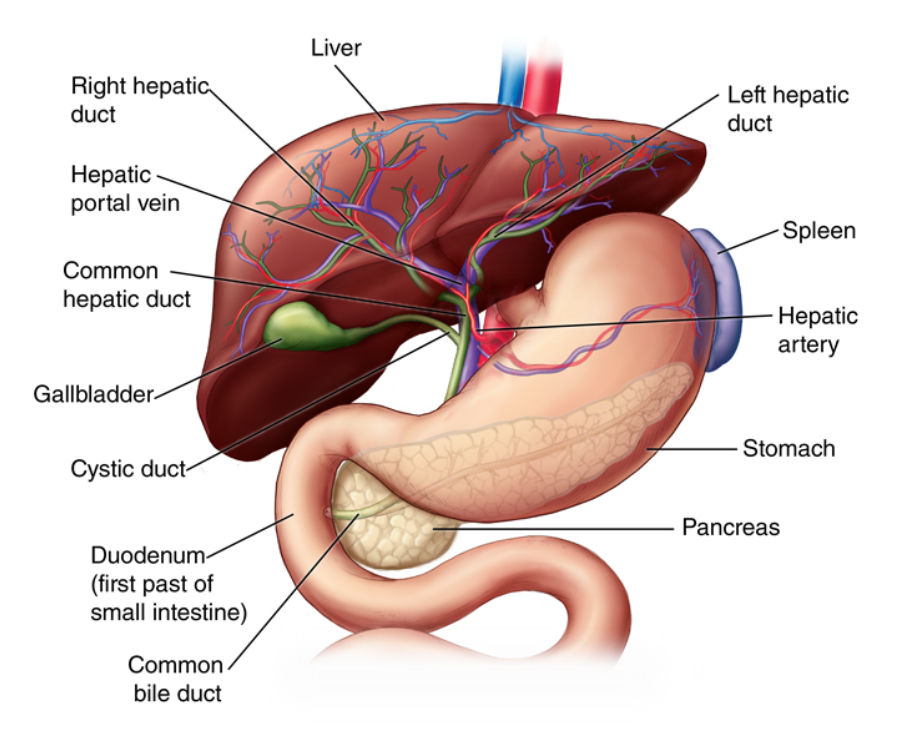 Liver
Right hepatic
duct
Left hepatic
duct
Hepatic
portal vein
Spleen
Common
hepatic duct
Hepatic
artery
Gallbladder
Stomach
Cystic duct
Pancreas
Duodenum
(first past of
small intestine)
Common
bile duct